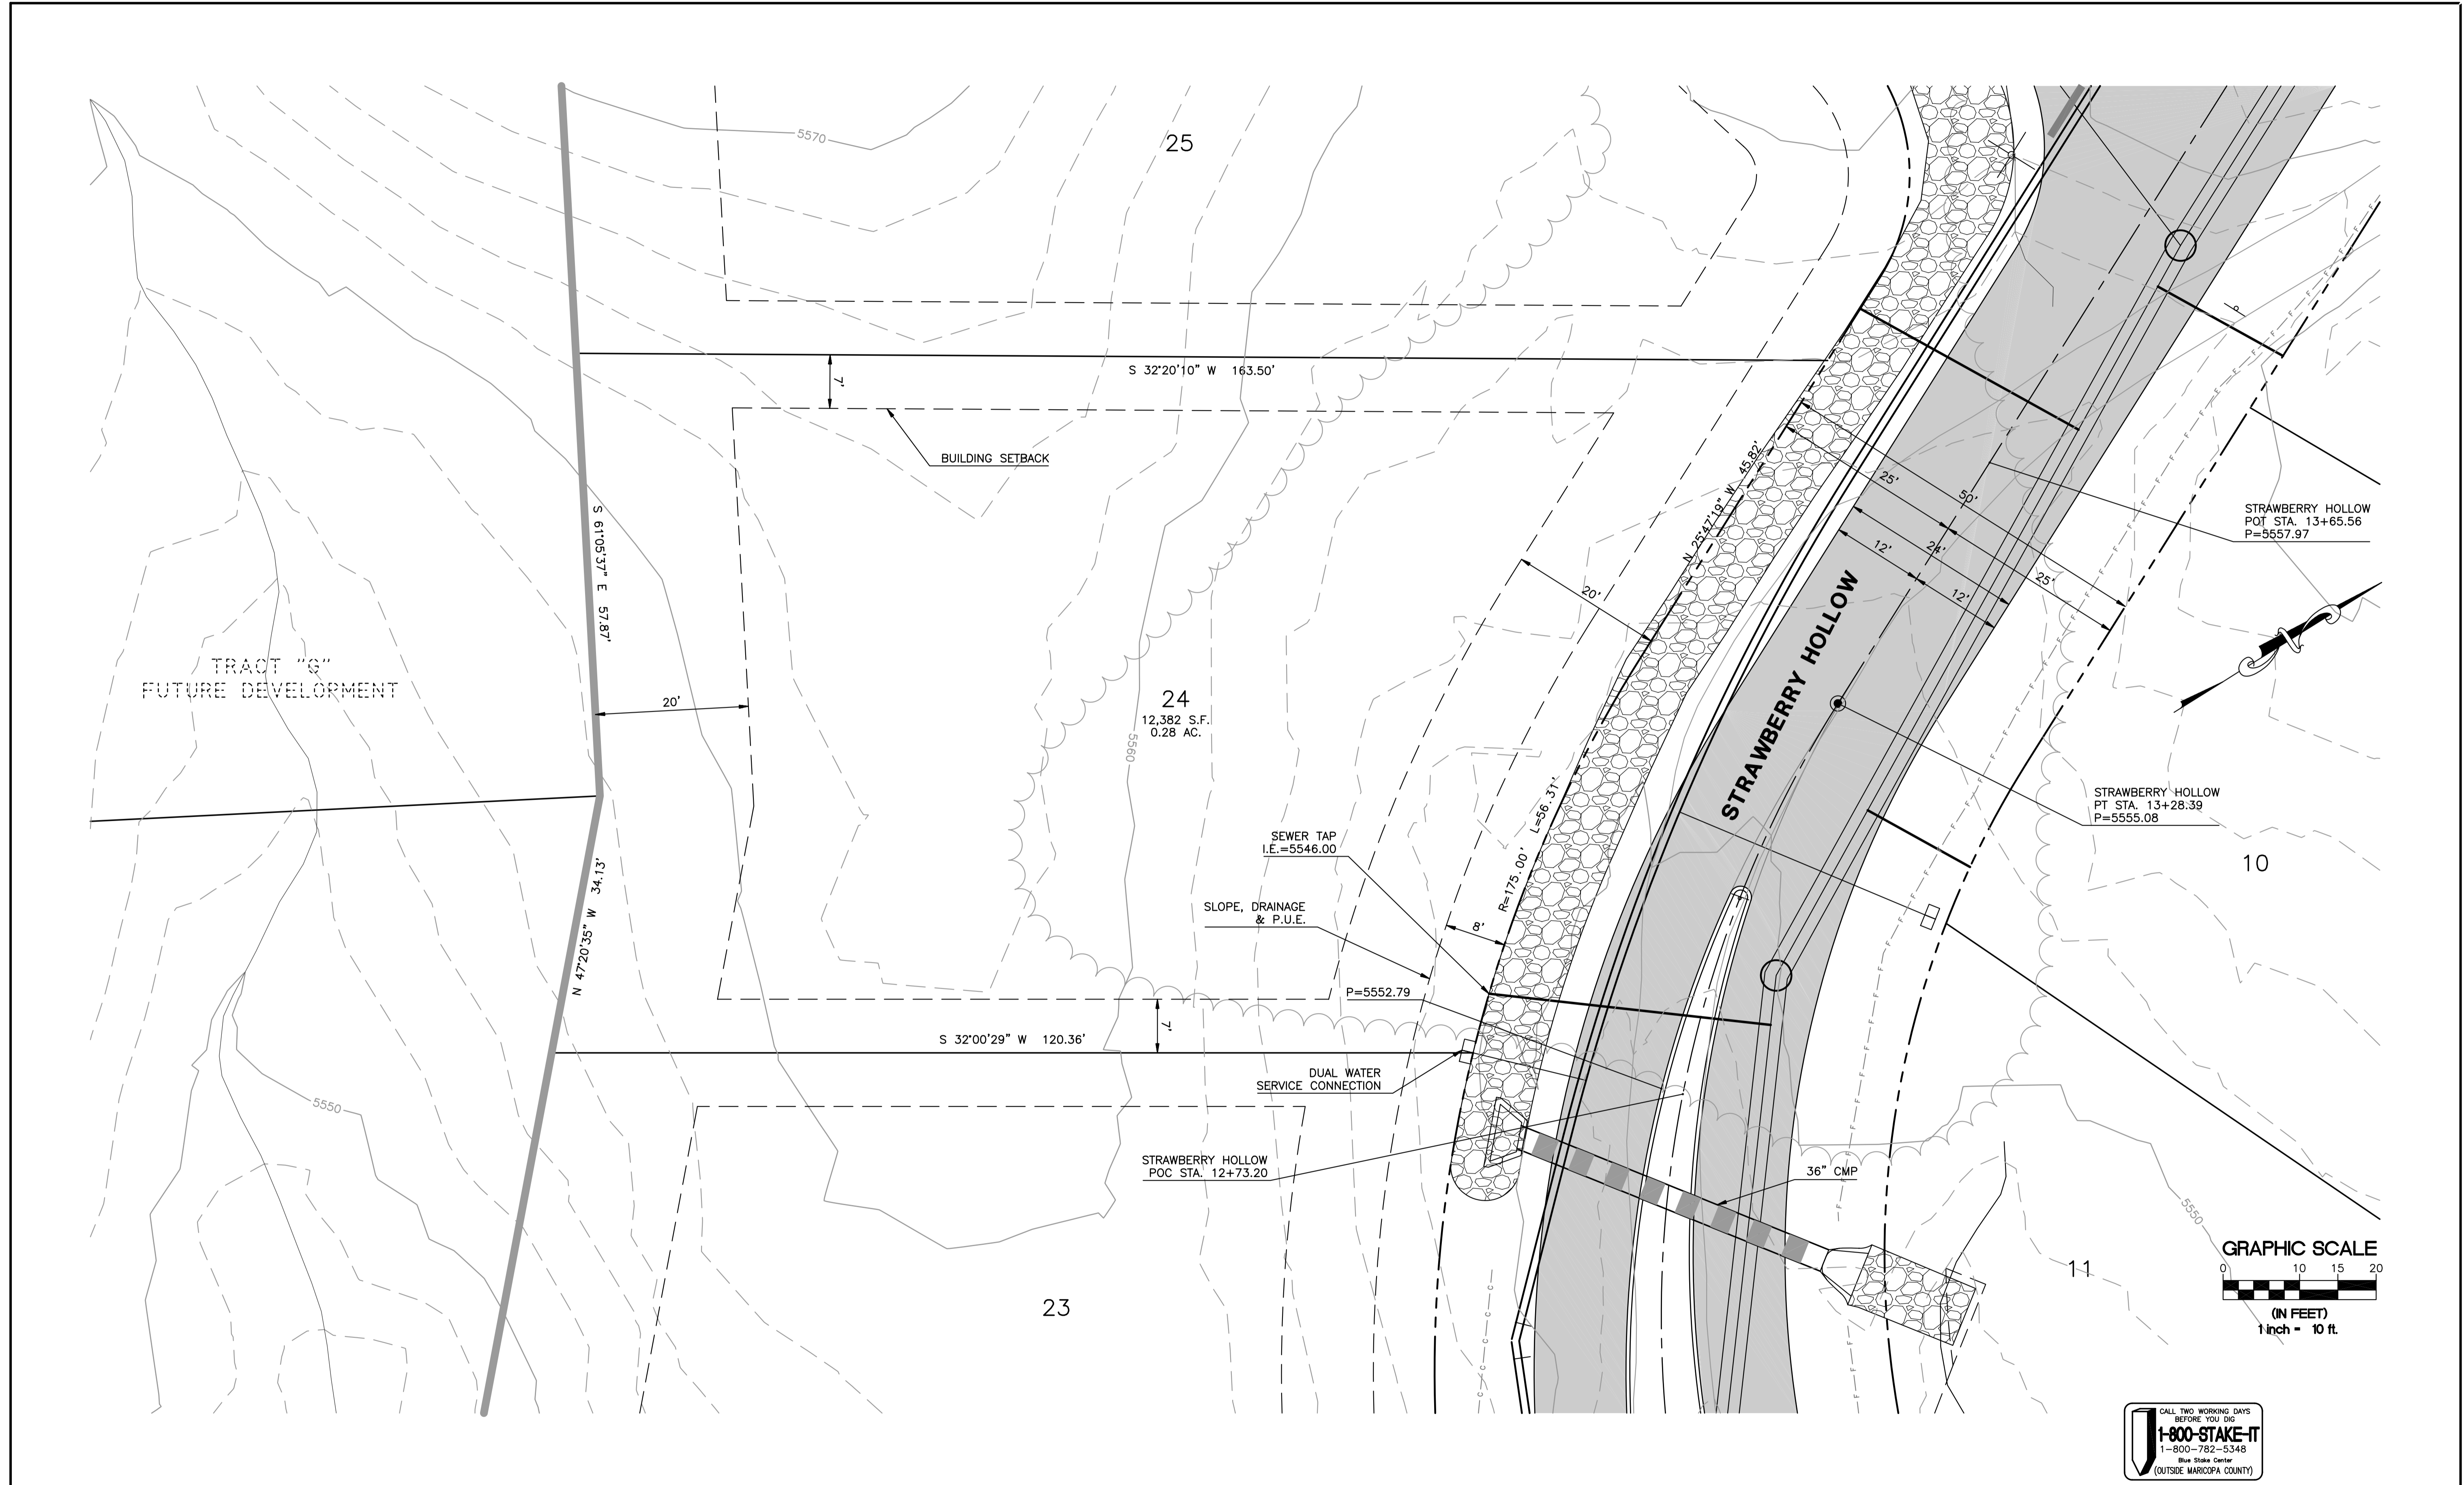 5570
25
S 32°20'10" W 163.50'
7'
BUILDING SETBACK
S 61°05'37" E 57.87'
N 25°47'19" W 45.82'
25'
50'
12'
24'
25'
12'
20'
STRAWBERRY HOLLOW
POT STA. 13+65.56
P=5557.97
STRAWBERRY HOLLOW
TRACT "G"
FUTURE DEVELOPMENT
20'
24
12,382 S.F.
0.28 AC.
5560
STRAWBERRY HOLLOW
PT STA. 13+28.39
P=5555.08
10
L=56.31'
R=175.00'
SEWER TAP
I.E.=5546.00
N 47°20'35" W 34.13'
SLOPE, DRAINAGE
& P.U.E.
8'
P=5552.79
7'
S 32°00'29" W 120.36'
DUAL WATER
SERVICE CONNECTION
5550
STRAWBERRY HOLLOW
POC STA. 12+73.20
36" CMP
5550
23
11
GRAPHIC SCALE
0 10 15 20
(IN FEET)
1 inch = 10 ft.
CALL TWO WORKING DAYS
BEFORE YOU DIG
1-800-STAKE-IT
1-800-782-5348
Blue Stake Center
(OUTSIDE MARICOPA COUNTY)